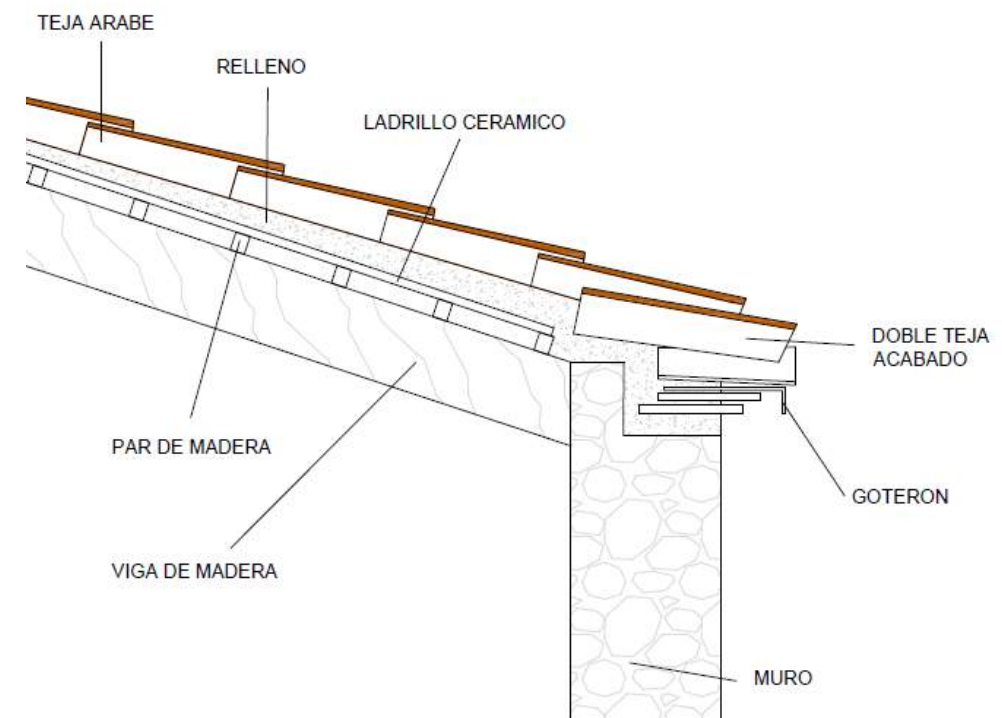 TEJA ARABE
RELLENO
LADRILLO CERAMICO
DOBLE TEJA
ACABADO
PAR DE MADERA
GOTERON
VIGA DE MADERA
MURO